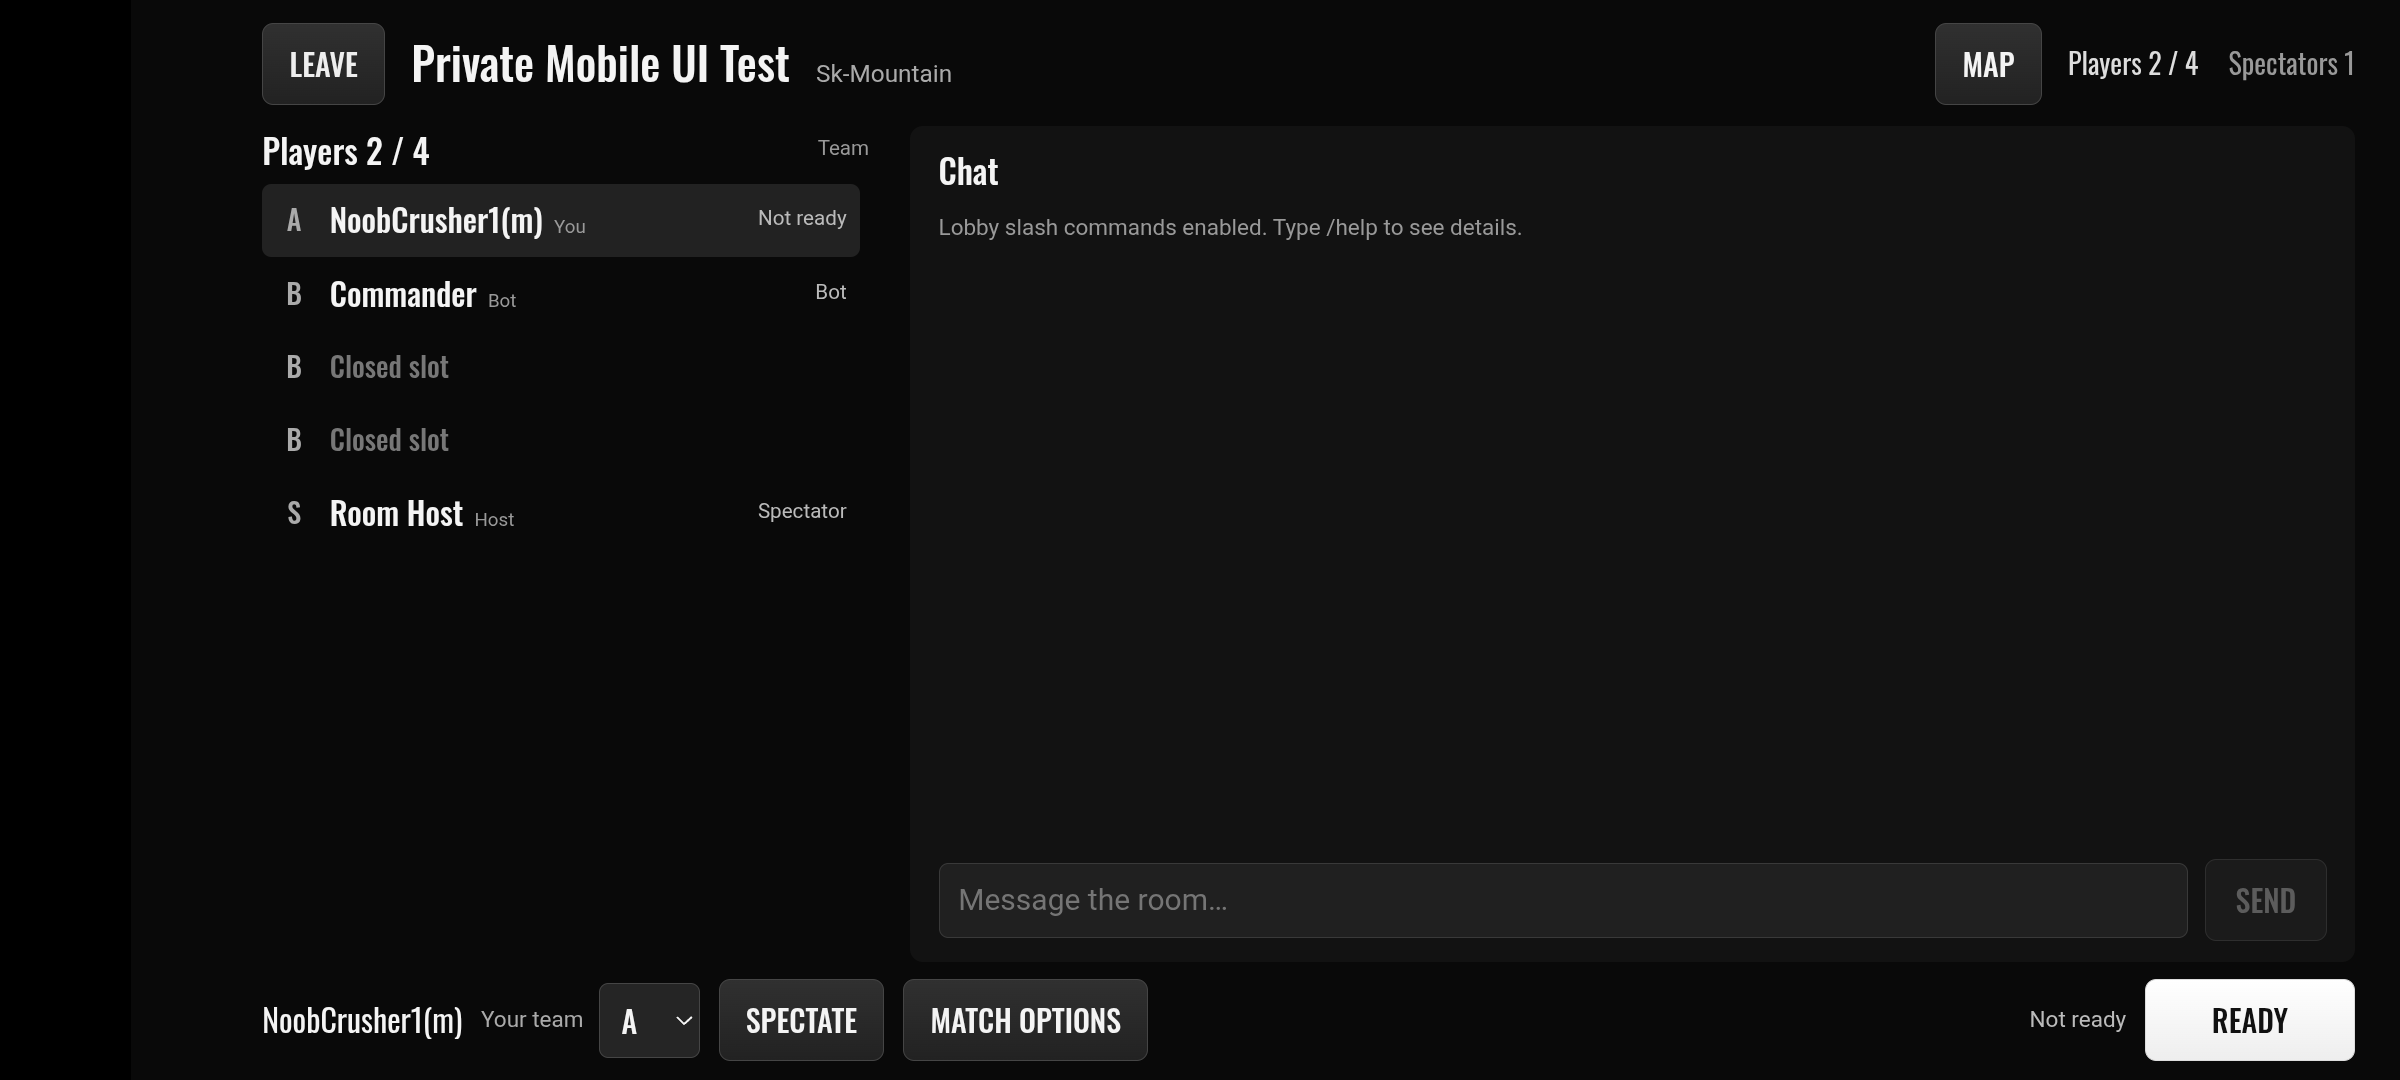 LEAVE Private Mobile UI Test Sk-Mountain MAP Players 2 / 4 Spectators 1
Players 2 / 4 Team
A NoobCrusher1(m) You Not ready
B Commander Bot Bot
B Closed slot
B Closed slot
S Room Host Host Spectator
Chat
Lobby slash commands enabled. Type /help to see details.
Message the room... SEND
NoobCrusher1(m) Your team A SPECTATE MATCH OPTIONS Not ready READY